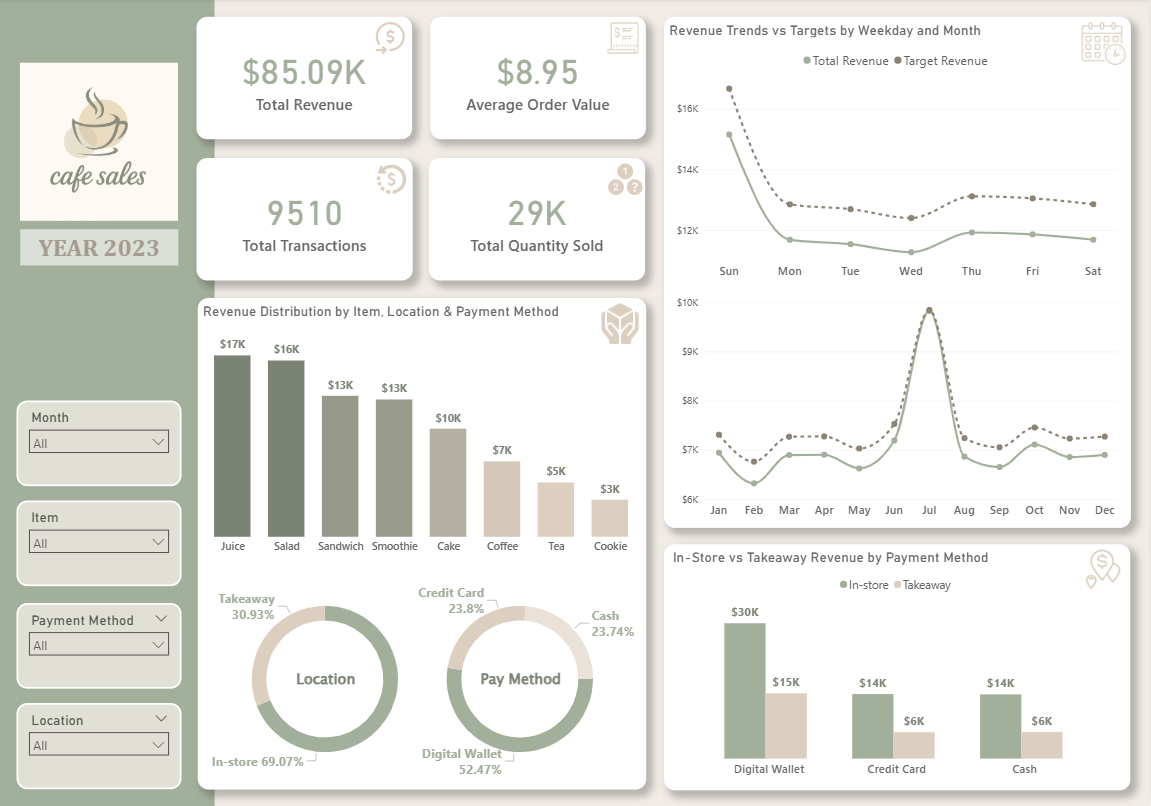 cafe sales
YEAR 2023
Month
All
Item
All
Payment Method
All
Location
All
$
$85.09K
Total Revenue
$
$8.95
Average Order Value
$
9510
Total Transactions
1
2 ?
29K
Total Quantity Sold
Revenue Distribution by Item, Location & Payment Method
$17K
$16K
$13K
$13K
$10K
$7K
$5K
$3K
Juice Salad Sandwich Smoothie Cake Coffee Tea Cookie
Takeaway
30.93%
Location
In-store 69.07%
Credit Card
23.8%
Cash
23.74%
Pay Method
Digital Wallet
52.47%
Revenue Trends vs Targets by Weekday and Month
Total Revenue Target Revenue
$16K
$14K
$12K
Sun Mon Tue Wed Thu Fri Sat
$10K
$9K
$8K
$7K
$6K
Jan Feb Mar Apr May Jun Jul Aug Sep Oct Nov Dec
In-Store vs Takeaway Revenue by Payment Method
$
In-store Takeaway
$30K
$15K
$14K
$6K
$14K
$6K
Digital Wallet Credit Card Cash